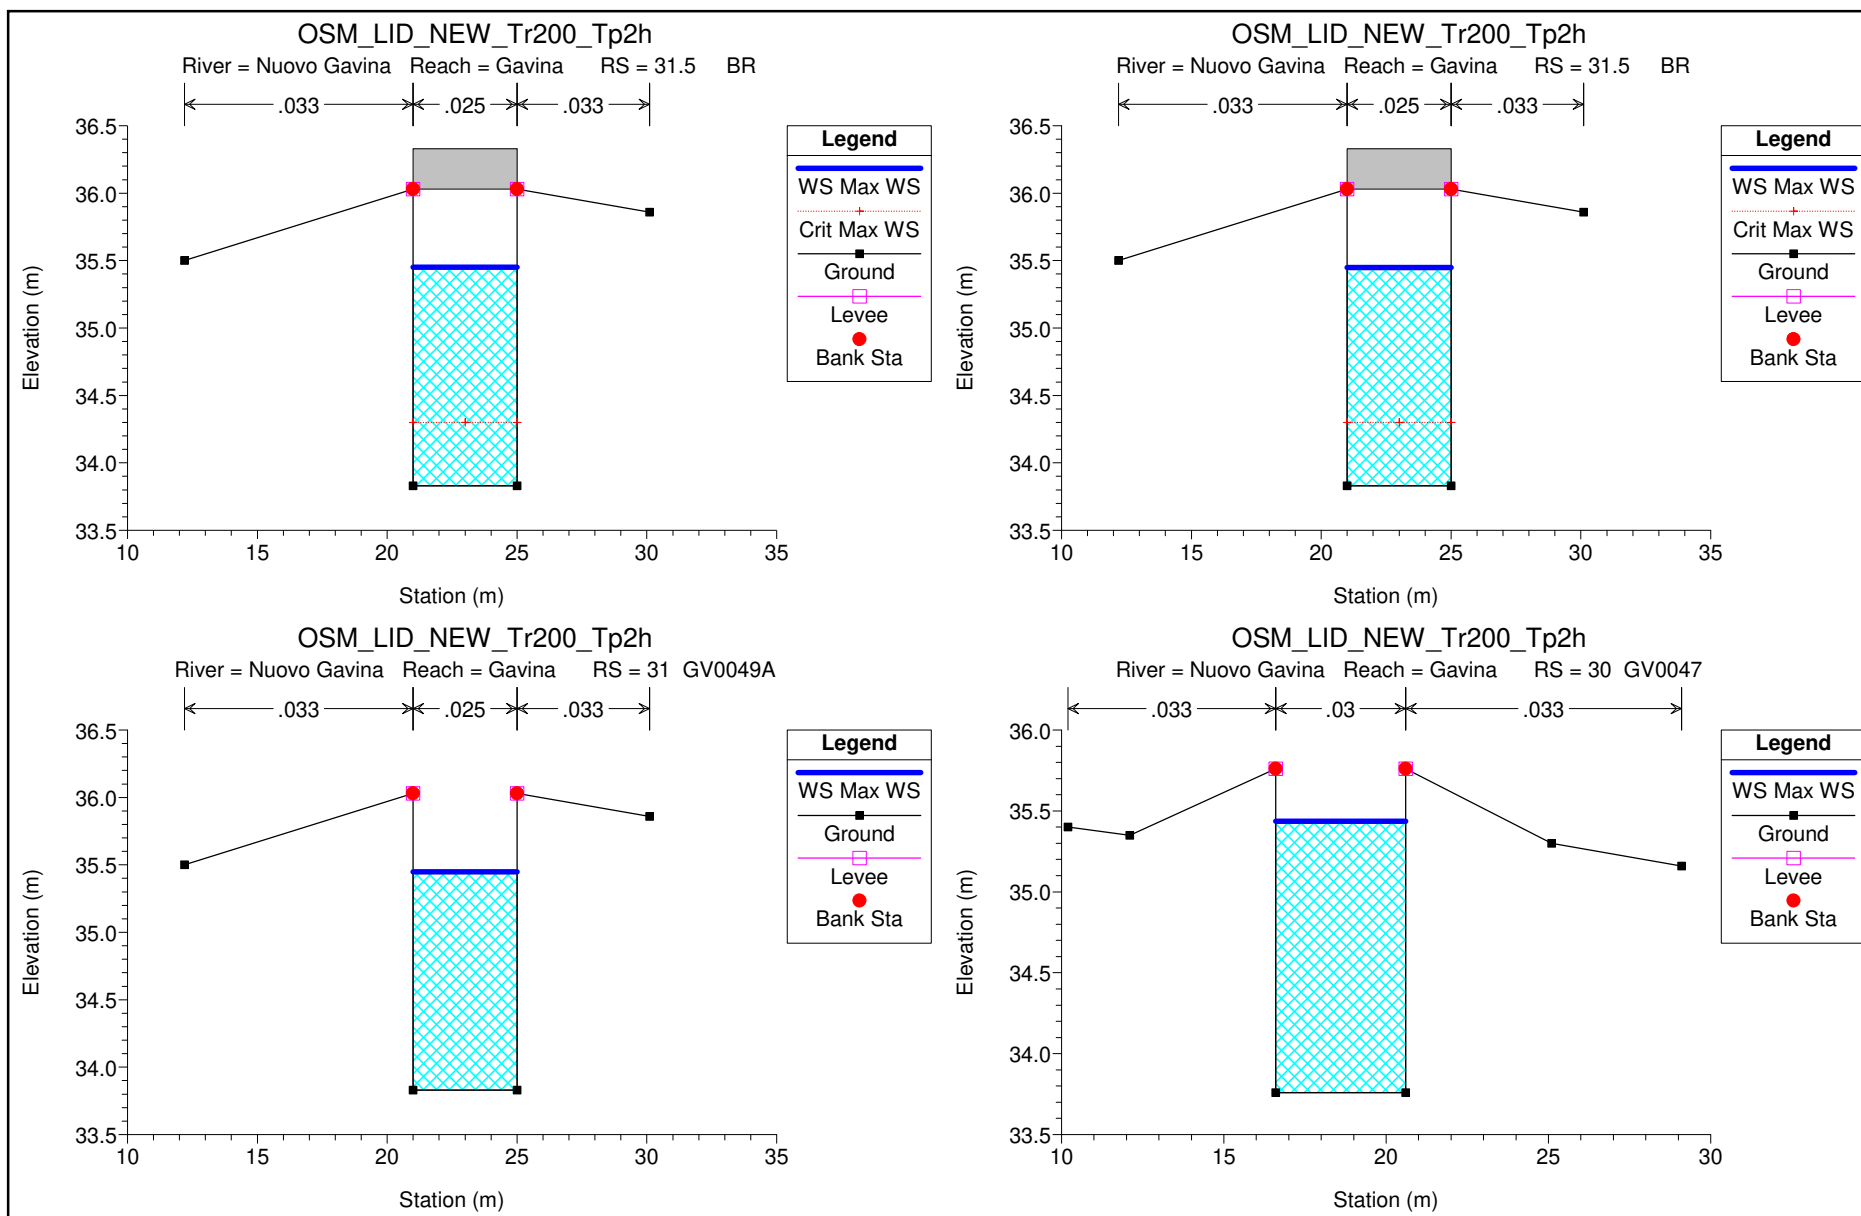 OSM_LID_NEW_Tr200_Tp2h
River = Nuovo Gavina Reach = Gavina RS = 31.5 BR
.033 .025 .033
36.5
36.0
35.5
35.0
34.5
34.0
33.5
10 15 20 25 30 35
Elevation (m)
Station (m)
Legend
WS Max WS
Crit Max WS
Ground
Levee
Bank Sta
OSM_LID_NEW_Tr200_Tp2h
River = Nuovo Gavina Reach = Gavina RS = 31.5 BR
.033 .025 .033
36.5
36.0
35.5
35.0
34.5
34.0
33.5
10 15 20 25 30 35
Elevation (m)
Station (m)
Legend
WS Max WS
Crit Max WS
Ground
Levee
Bank Sta
OSM_LID_NEW_Tr200_Tp2h
River = Nuovo Gavina Reach = Gavina RS = 31 GV0049A
.033 .025 .033
36.5
36.0
35.5
35.0
34.5
34.0
33.5
10 15 20 25 30 35
Elevation (m)
Station (m)
Legend
WS Max WS
Ground
Levee
Bank Sta
OSM_LID_NEW_Tr200_Tp2h
River = Nuovo Gavina Reach = Gavina RS = 30 GV0047
.033 .03 .033
36.0
35.5
35.0
34.5
34.0
33.5
10 15 20 25 30
Elevation (m)
Station (m)
Legend
WS Max WS
Ground
Levee
Bank Sta